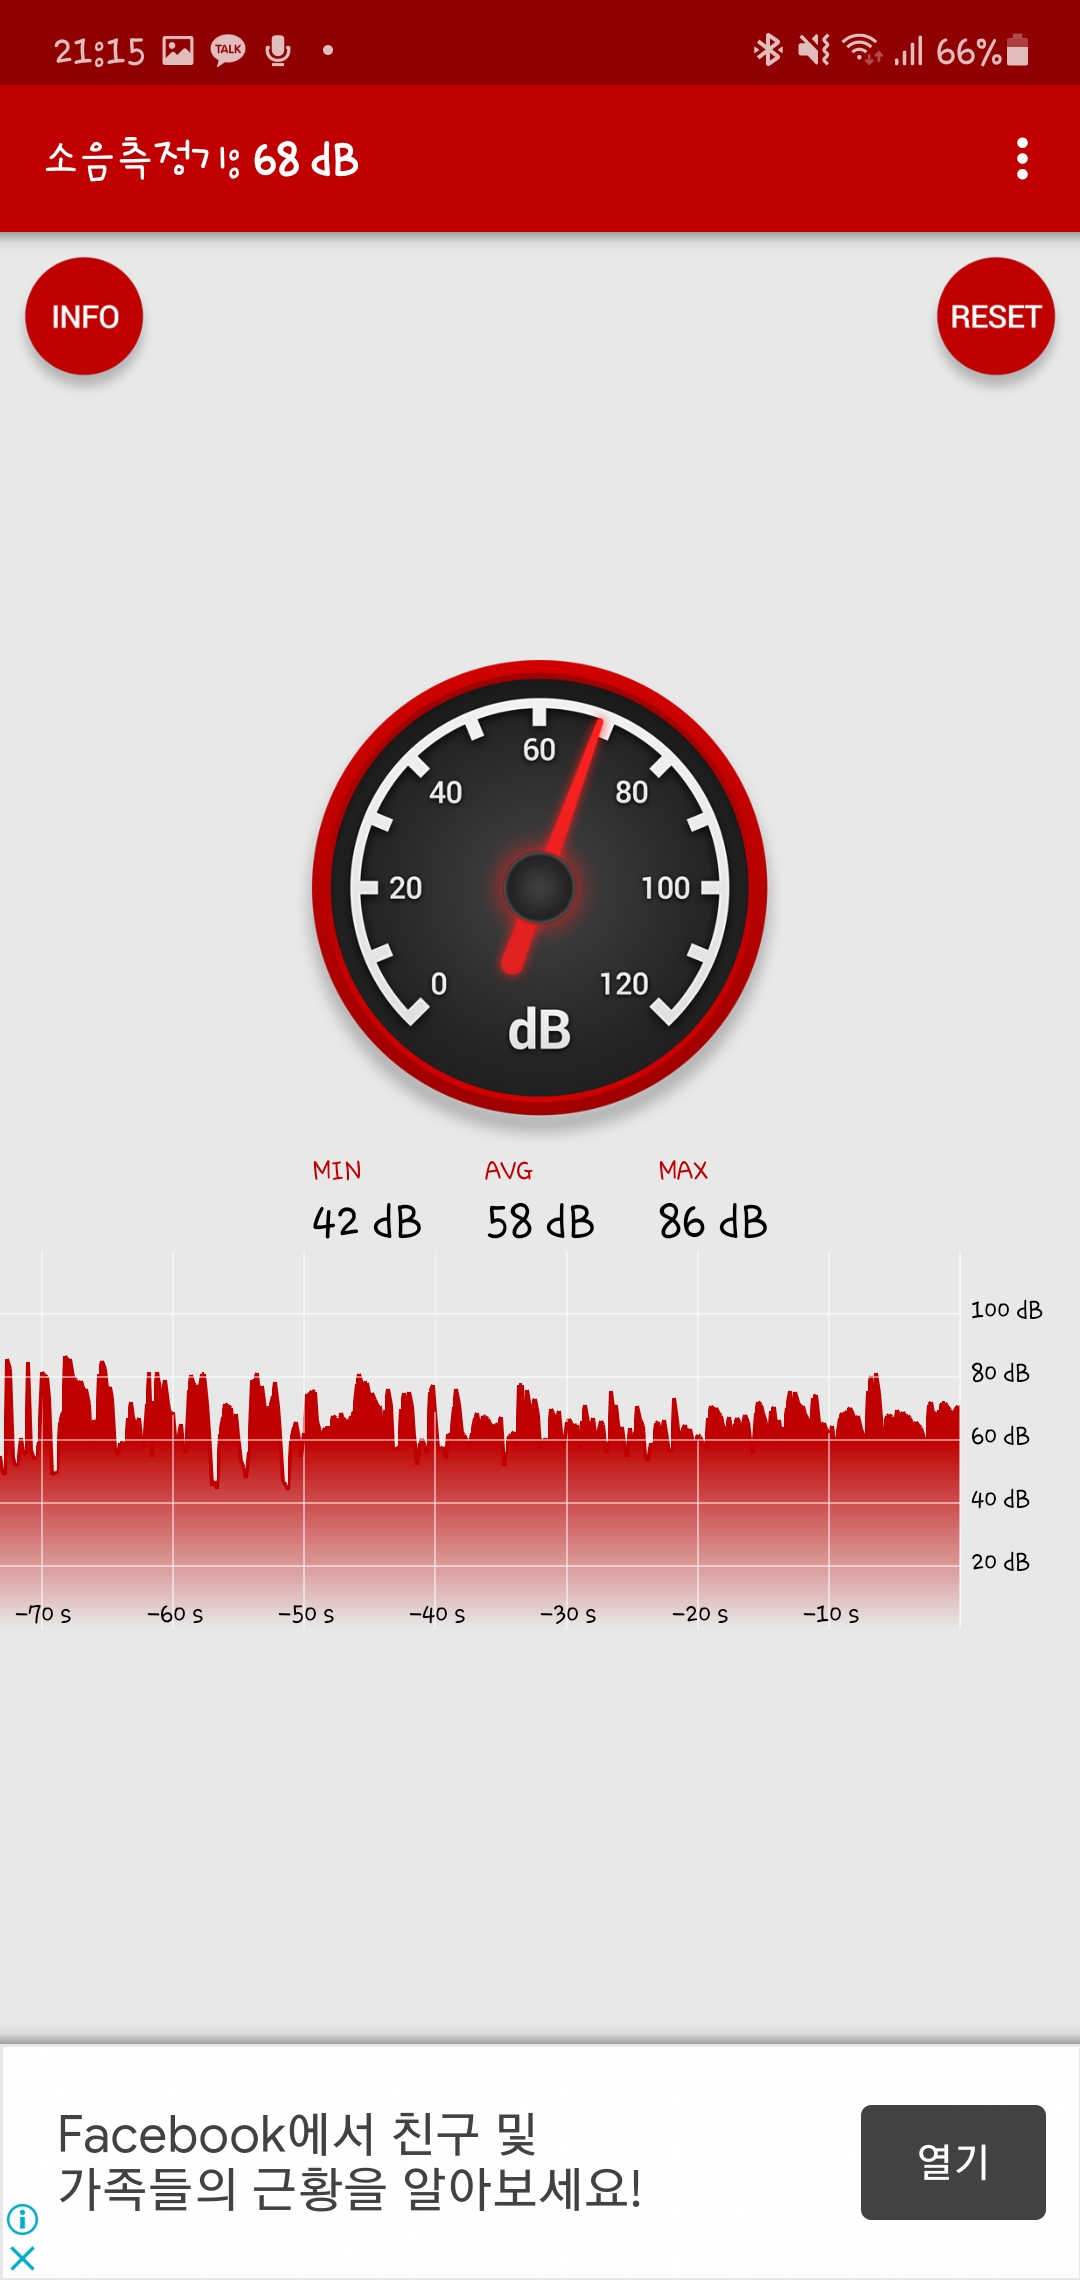 21:15 TALK 66%
소음측정기: 68 dB
INFO
RESET
60
40
80
20
100
0
120
dB
MIN AVG MAX
42 dB 58 dB 86 dB
100 dB
80 dB
60 dB
40 dB
20 dB
-70 s -60 s -50 s -40 s -30 s -20 s -10 s
Facebook에서 친구 및
가족들의 근황을 알아보세요!
열기